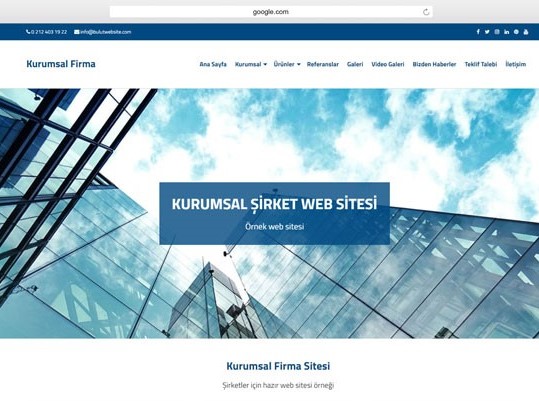 google.com
0 212 403 19 22 info@bulutwebsite.com
Kurumsal Firma
Ana Sayfa Kurumsal Ürünler Referanslar Galeri Video Galeri Bizden Haberler Teklif Talebi İletişim
KURUMSAL ŞİRKET WEB SİTESİ
Örnek web sitesi
Kurumsal Firma Sitesi
Şirketler için hazır web sitesi örneği